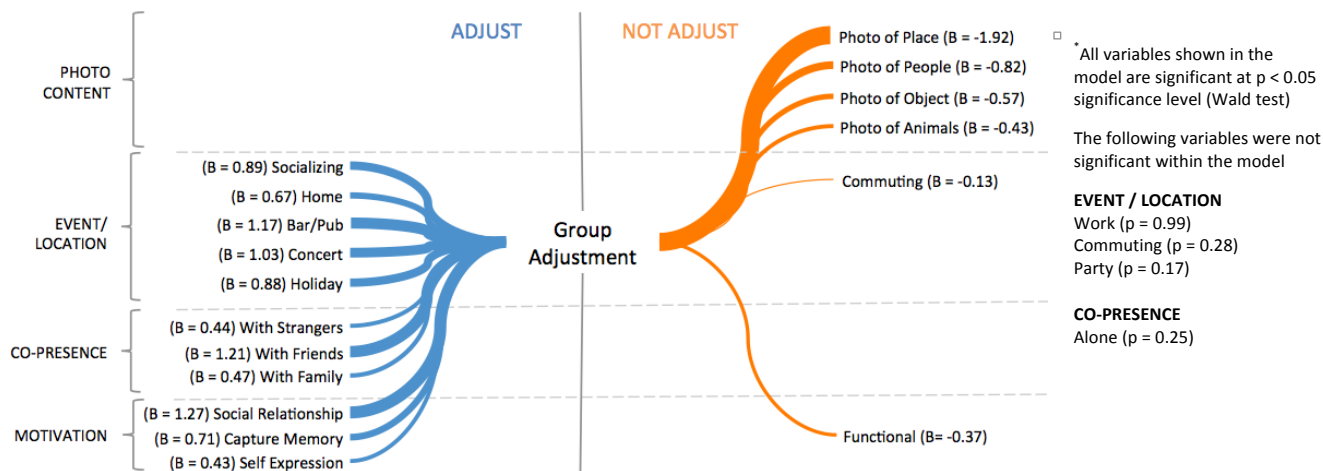 ADJUST
NOT ADJUST
PHOTO
CONTENT
Photo of Place (B = -1.92)
Photo of People (B = -0.82)
Photo of Object (B = -0.57)
Photo of Animals (B = -0.43)
EVENT/
LOCATION
(B = 0.89) Socializing
(B = 0.67) Home
(B = 1.17) Bar/Pub
(B = 1.03) Concert
(B = 0.88) Holiday
Commuting (B = -0.13)
Group
Adjustment
CO-PRESENCE
(B = 0.44) With Strangers
(B = 1.21) With Friends
(B = 0.47) With Family
MOTIVATION
(B = 1.27) Social Relationship
(B = 0.71) Capture Memory
(B = 0.43) Self Expression
Functional (B= -0.37)
*All variables shown in the
model are significant at p < 0.05
significance level (Wald test)
The following variables were not
significant within the model
EVENT / LOCATION
Work (p = 0.99)
Commuting (p = 0.28)
Party (p = 0.17)
CO-PRESENCE
Alone (p = 0.25)